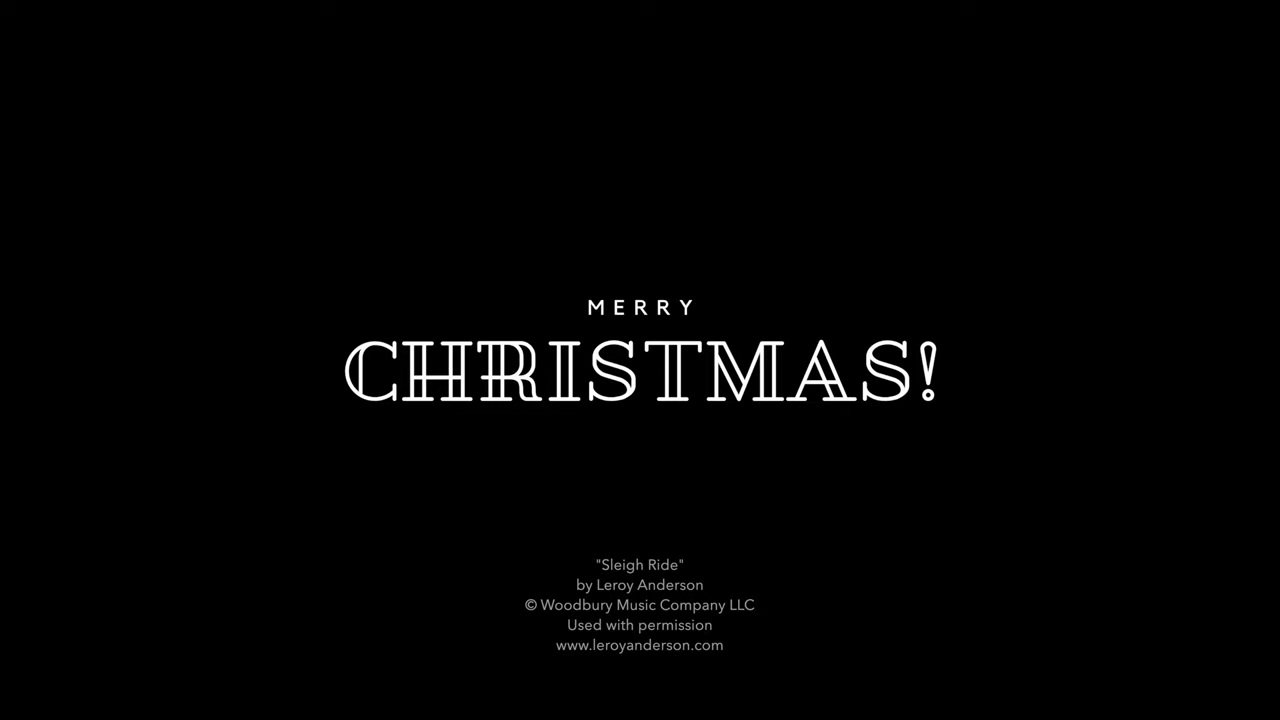 MERRY
CHRISTMAS!
"Sleigh Ride"
by Leroy Anderson
© Woodbury Music Company LLC
Used with permission
www.leroyanderson.com